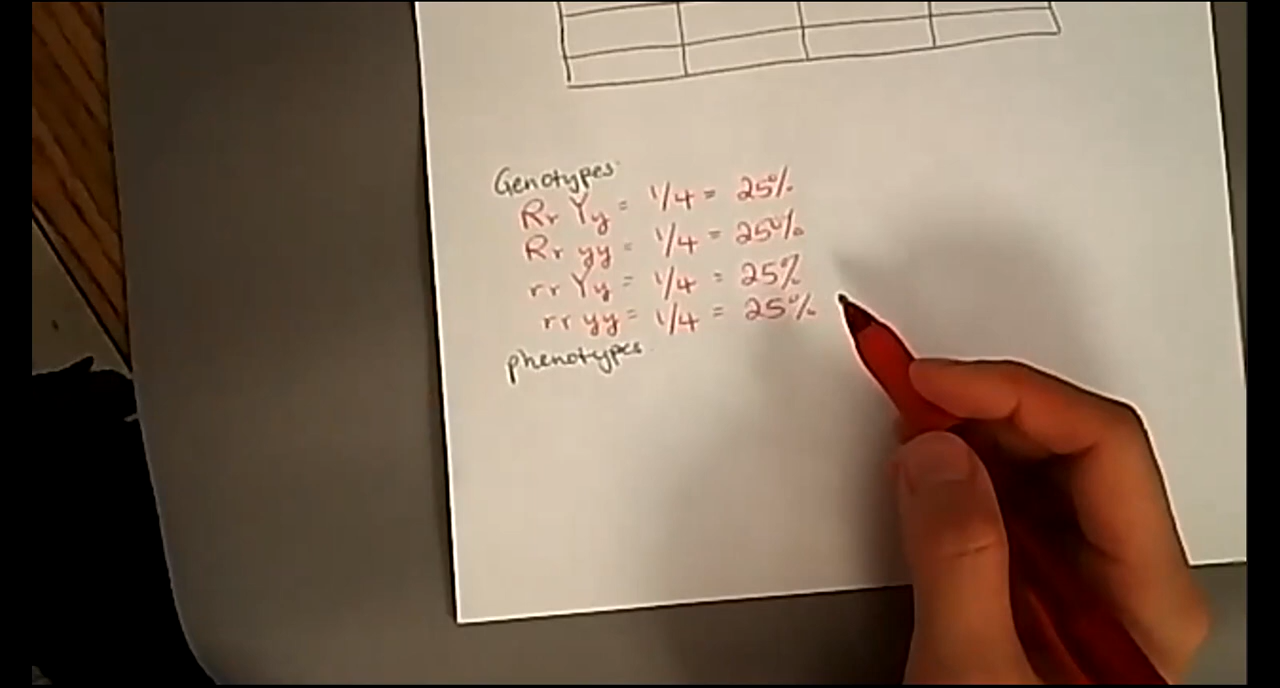 Genotypes
Rr Yy = 1/4 = 25%
Rr yy = 1/4 = 25%
rr Yy = 1/4 = 25%
rr yy = 1/4 = 25%
phenotypes